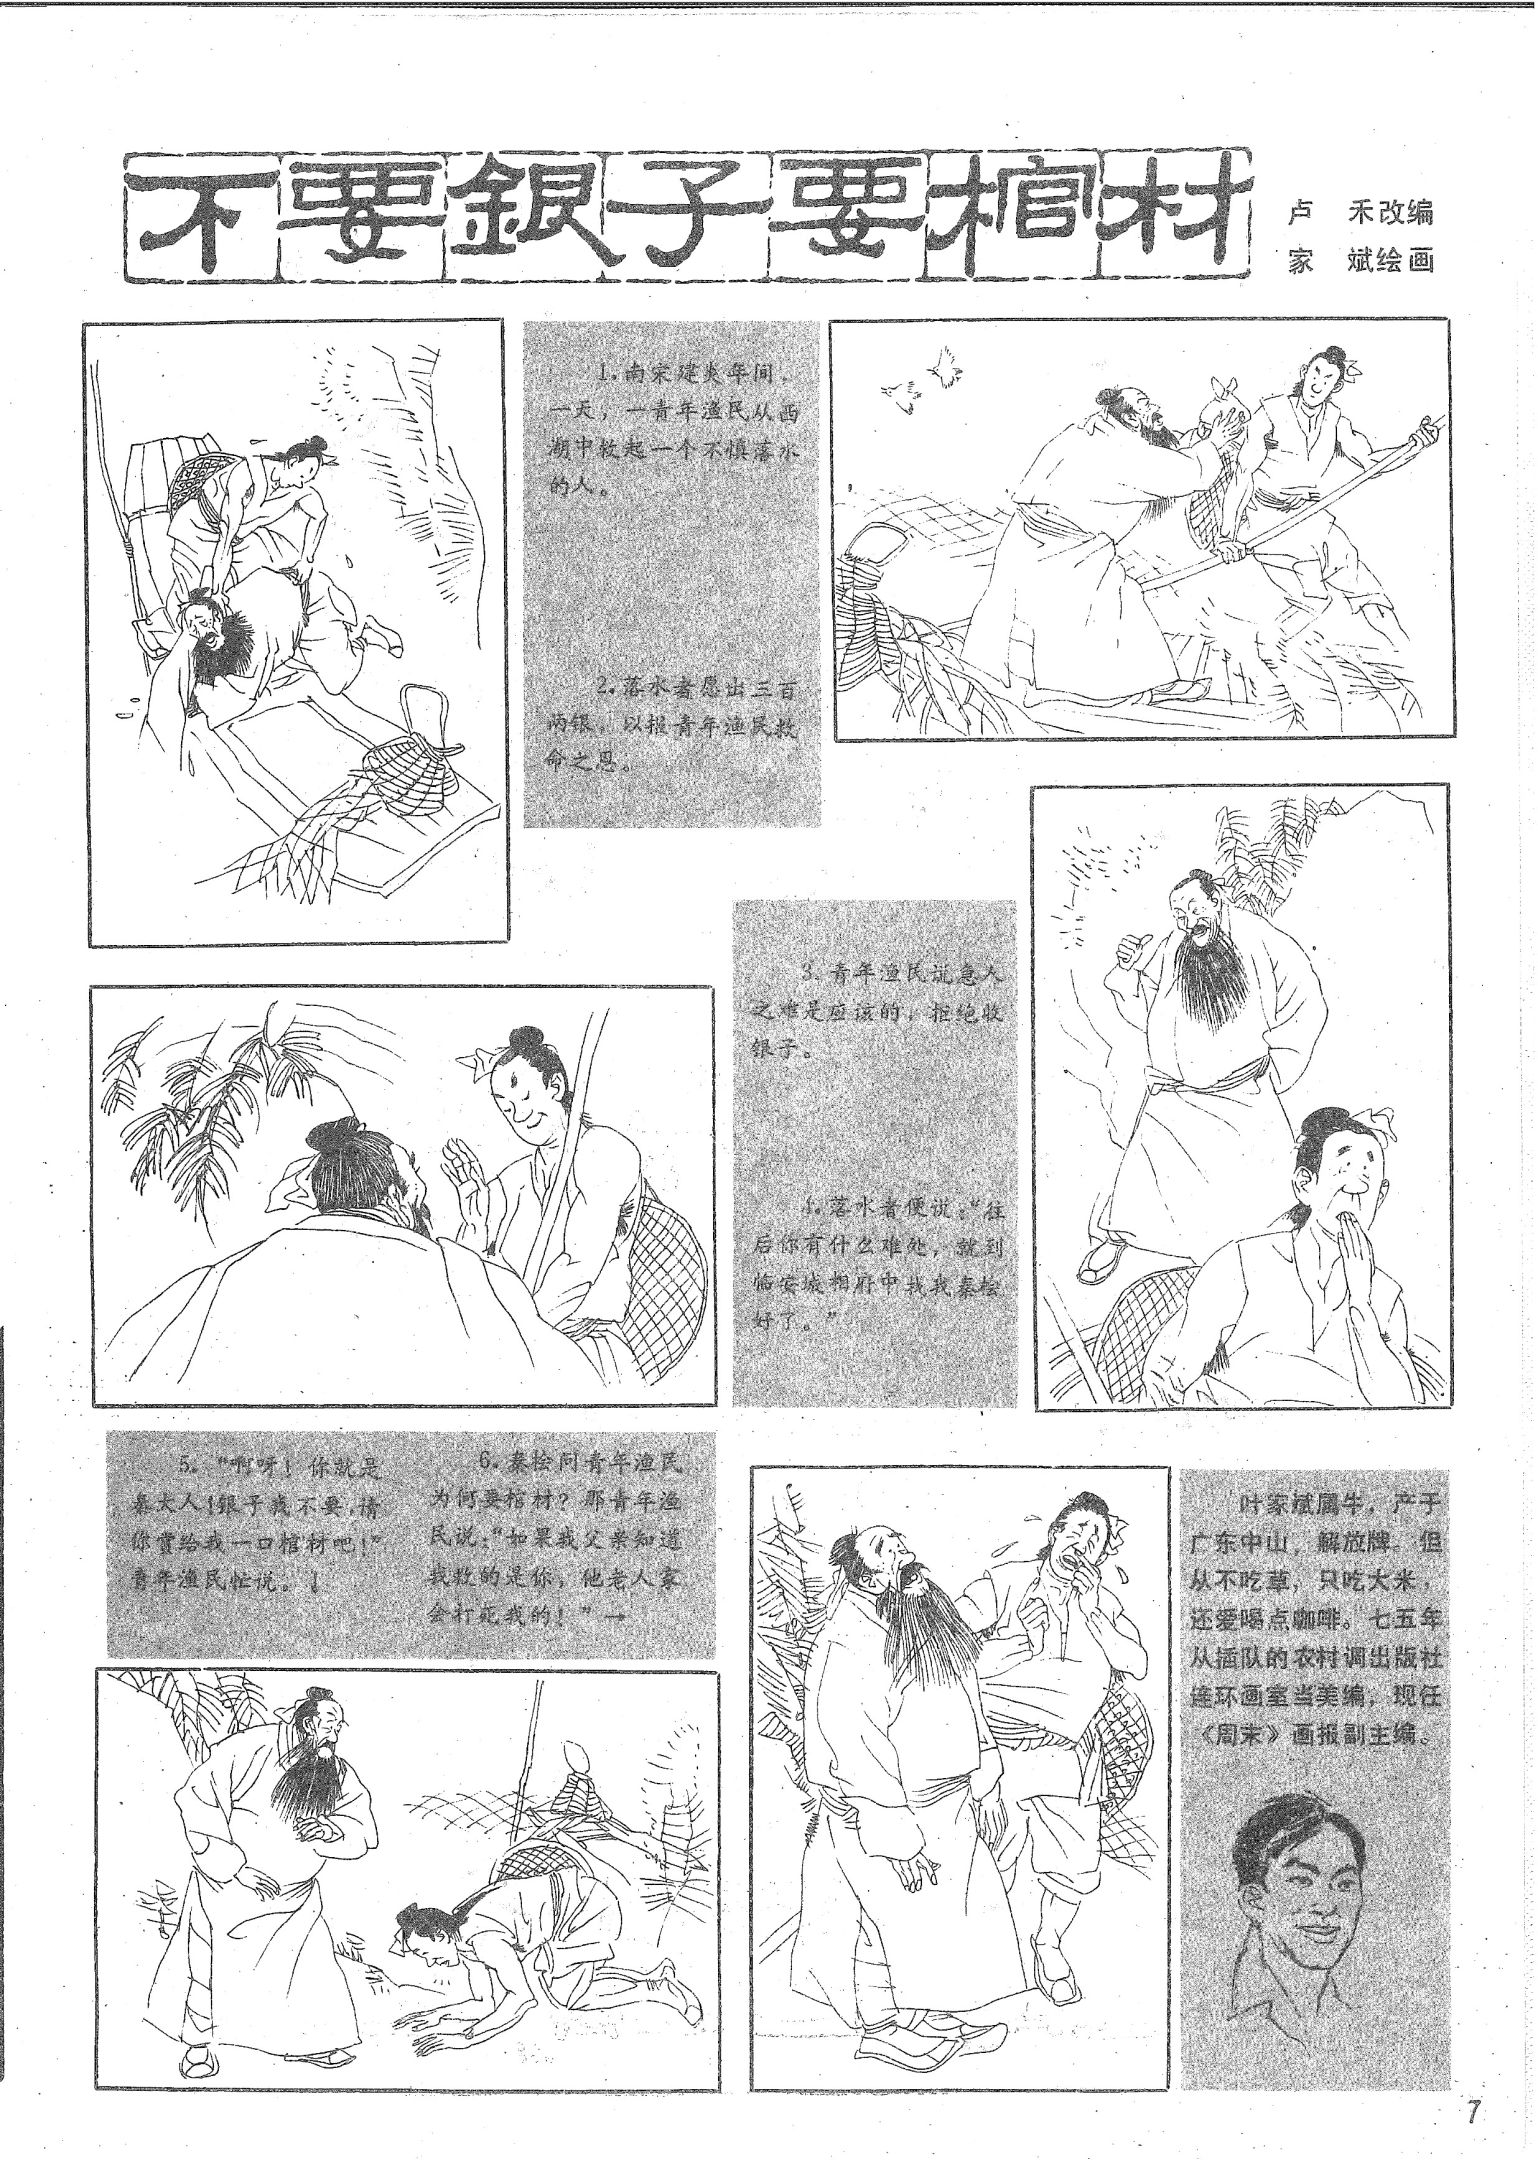 不要銀子要棺材
卢　禾改编
家　斌绘画
1.南宋建炎年间，
一天，一青年渔民从西
湖中救起一个不慎落水
的人。
2.落水者愿出三百
两银，以报青年渔民救
命之恩。
3.青年渔民说急人
之难是应该的，拒绝收
银子。
4.落水者便说：“往
后你有什么难处，就到
临安城相府中找我秦桧
好了。”
5.“啊呀！你就是
秦大人！银子我不要，请
你赏给我一口棺材吧！”
青年渔民忙说。↓
6.秦桧问青年渔民
为何要棺材？那青年渔
民说：“如果我父亲知道
我救的是你，他老人家
会打死我的！”→
叶家斌属牛，产于
广东中山，解放牌。但
从不吃草，只吃大米，
还爱喝点咖啡。七五年
从插队的农村调出版社
连环画室当美编，现任
《周末》画报副主编。
7